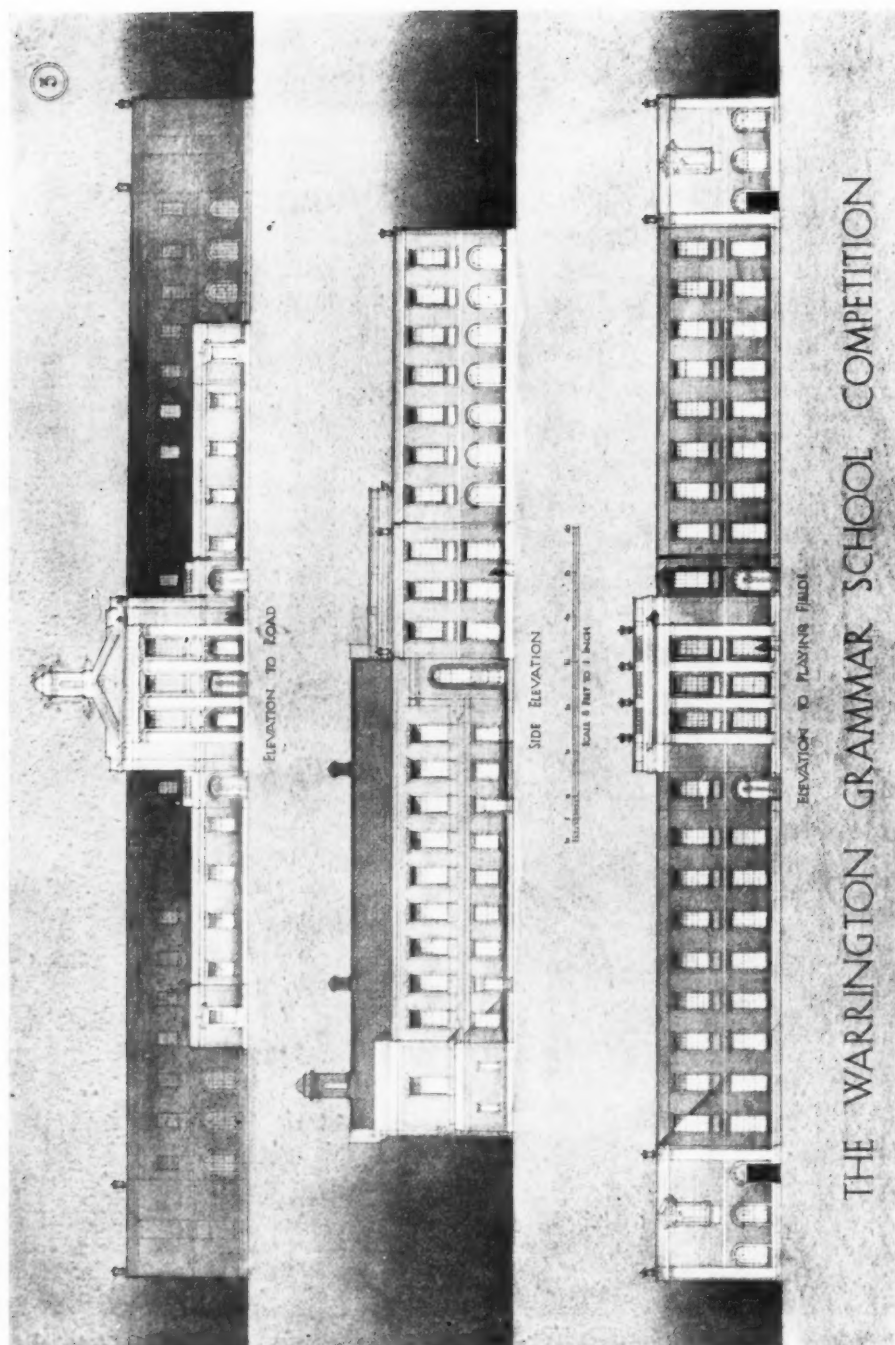 3
ELEVATION TO ROAD
SIDE ELEVATION
SCALE 8 FEET TO 1 INCH
ELEVATION TO PLAYING FIELDS
THE WARRINGTON GRAMMAR SCHOOL COMPETITION